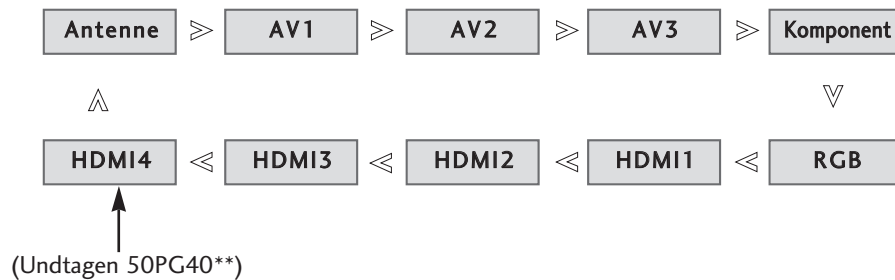 Antenne AV1 AV2 AV3 Komponent
HDMI4 HDMI3 HDMI2 HDMI1 RGB
(Undtagen 50PG40**)